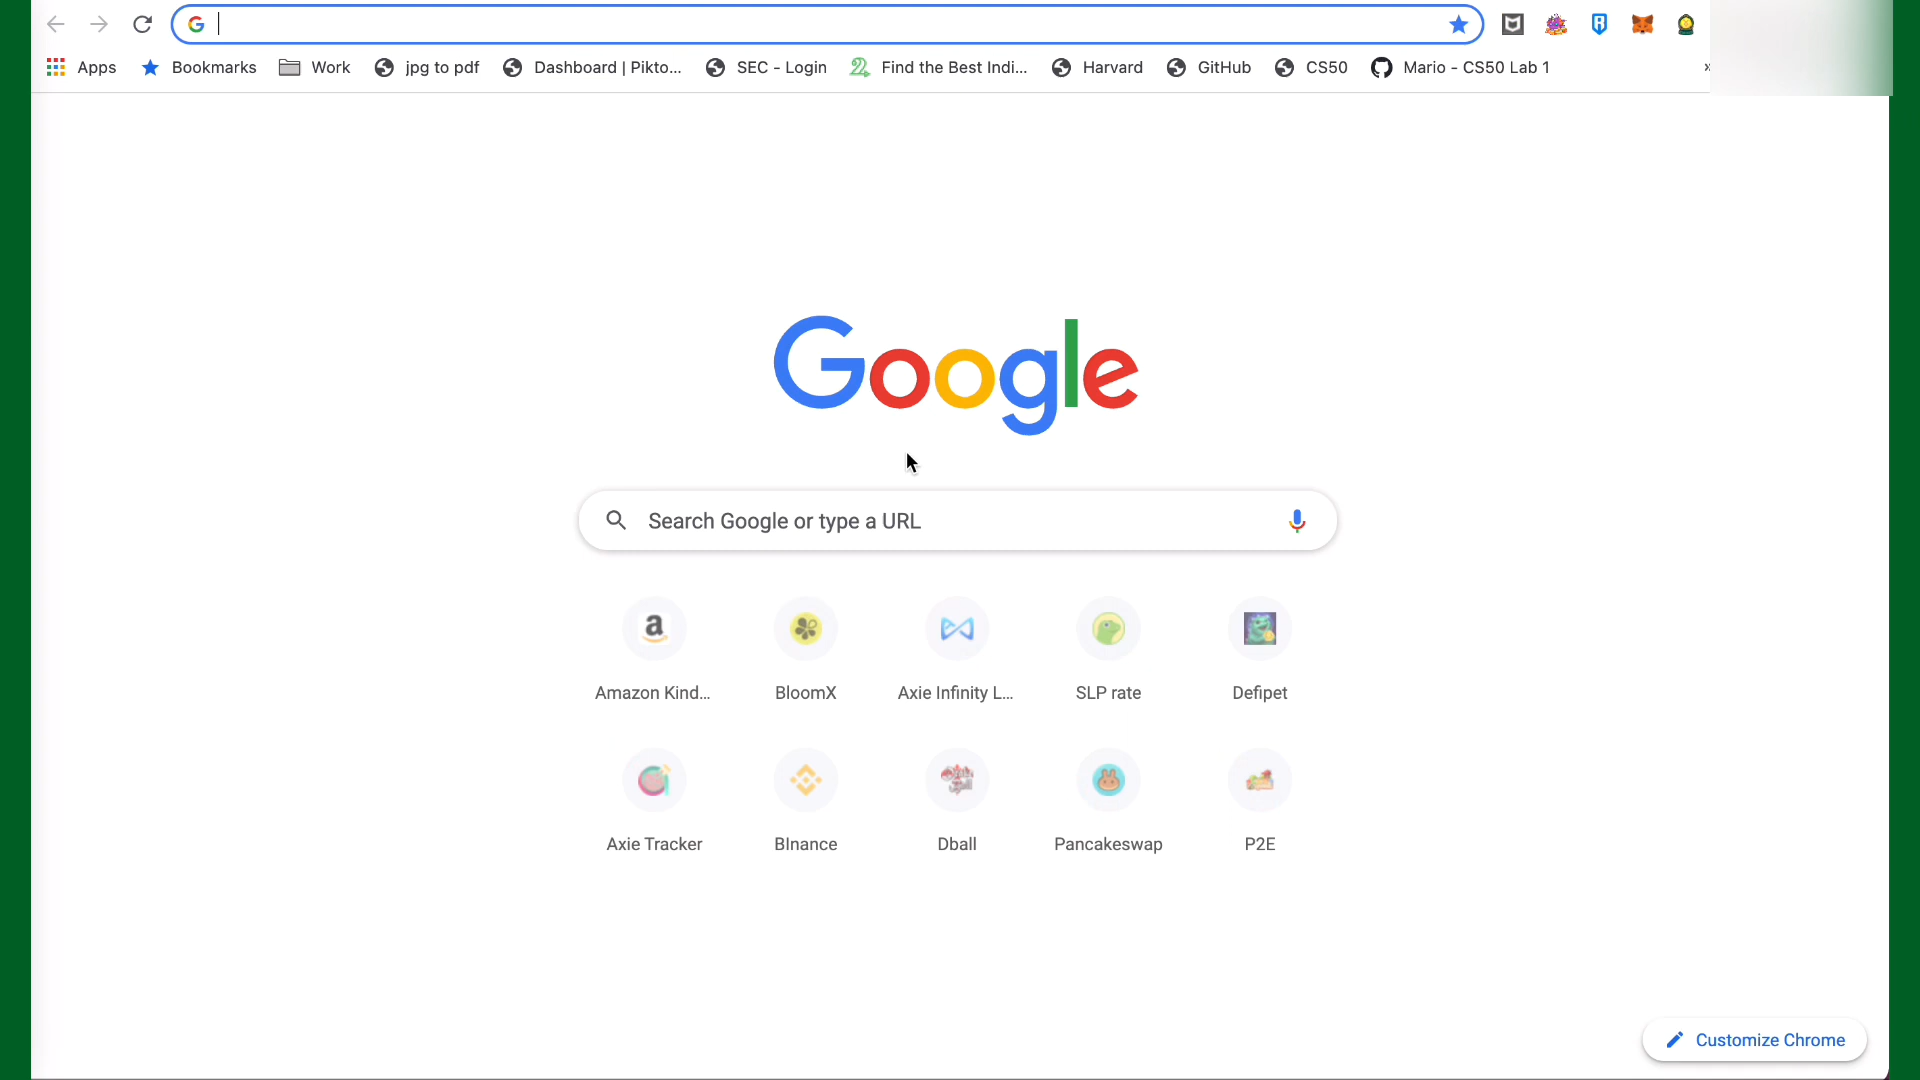 Apps Bookmarks Work jpg to pdf Dashboard | Pikto... SEC - Login Find the Best Indi... Harvard GitHub CS50 Mario - CS50 Lab 1 »
Google
Search Google or type a URL
Amazon Kind... BloomX Axie Infinity L... SLP rate Defipet
Axie Tracker BInance Dball Pancakeswap P2E
Customize Chrome